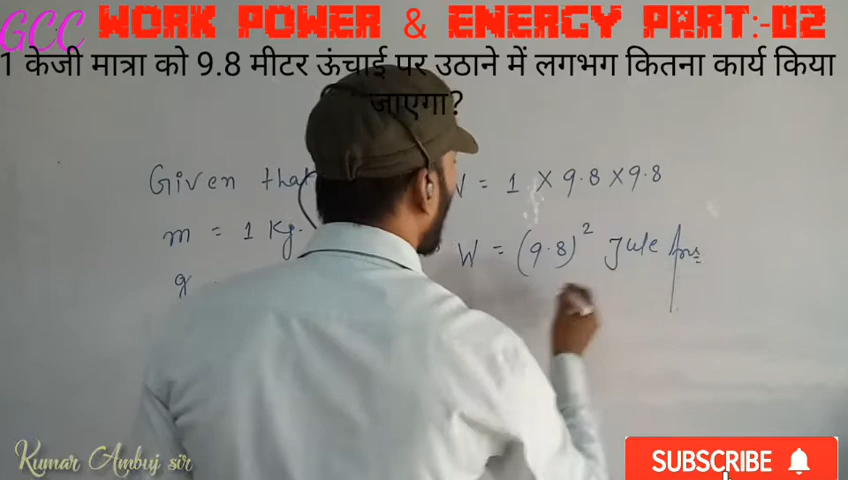 GCC WORK POWER & ENERGY PART:-02
1 केजी मात्रा को 9.8 मीटर ऊंचाई पर उठाने में लगभग कितना कार्य किया
जाएगा?
Given that W = 1 × 9.8 × 9.8
m = 1 Kg.
W = (9.8)² Jule Ans
g
Kumar Ambuj sir
SUBSCRIBE